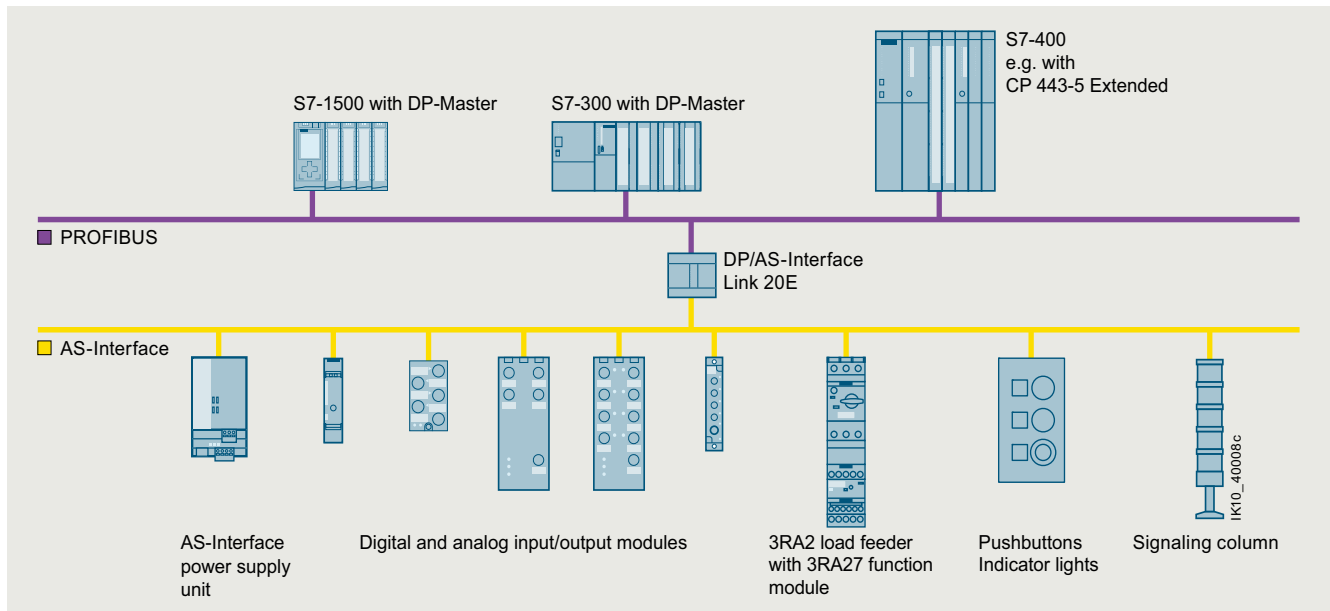 S7-400
e.g. with
CP 443-5 Extended
S7-1500 with DP-Master
S7-300 with DP-Master
PROFIBUS
DP/AS-Interface
Link 20E
AS-Interface
IK10_40008c
AS-Interface
power supply
unit
Digital and analog input/output modules
3RA2 load feeder
with 3RA27 function
module
Pushbuttons
Indicator lights
Signaling column